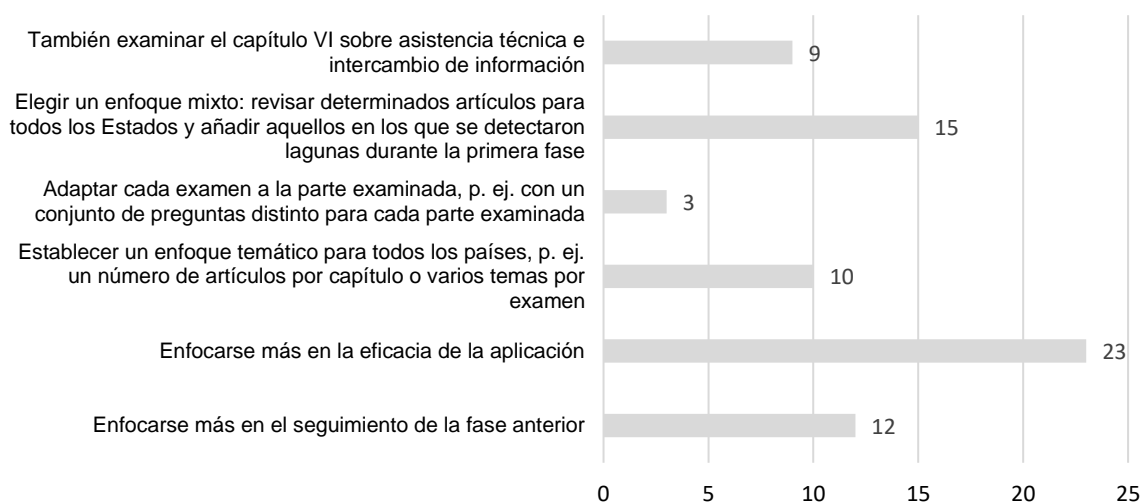 También examinar el capítulo VI sobre asistencia técnica e
intercambio de información
9
Elegir un enfoque mixto: revisar determinados artículos para
todos los Estados y añadir aquellos en los que se detectaron
lagunas durante la primera fase
15
Adaptar cada examen a la parte examinada, p. ej. con un
conjunto de preguntas distinto para cada parte examinada
3
Establecer un enfoque temático para todos los países, p. ej.
un número de artículos por capítulo o varios temas por
examen
10
Enfocarse más en la eficacia de la aplicación
23
Enfocarse más en el seguimiento de la fase anterior
12
0 5 10 15 20 25